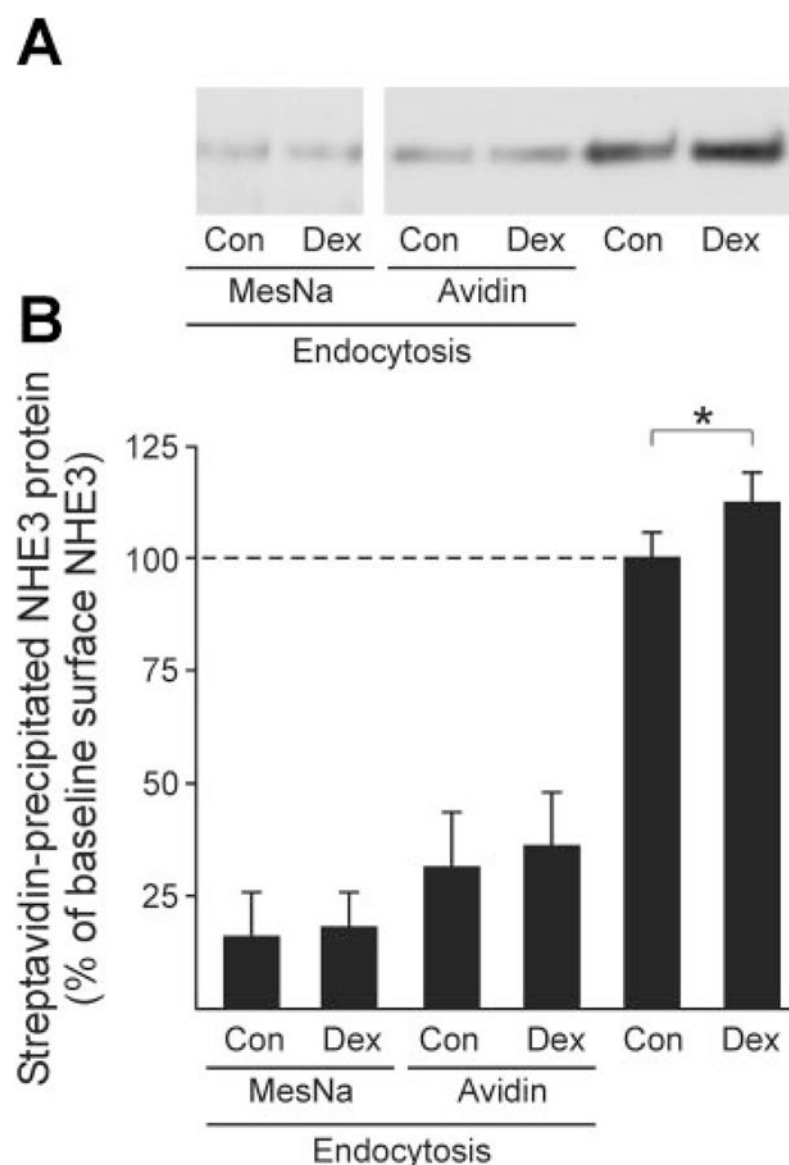 A
Con Dex Con Dex Con Dex
MesNa Avidin
Endocytosis
B
Streptavidin-precipitated NHE3 protein
(% of baseline surface NHE3)
125
100
75
50
25
*
Con Dex Con Dex Con Dex
MesNa Avidin
Endocytosis